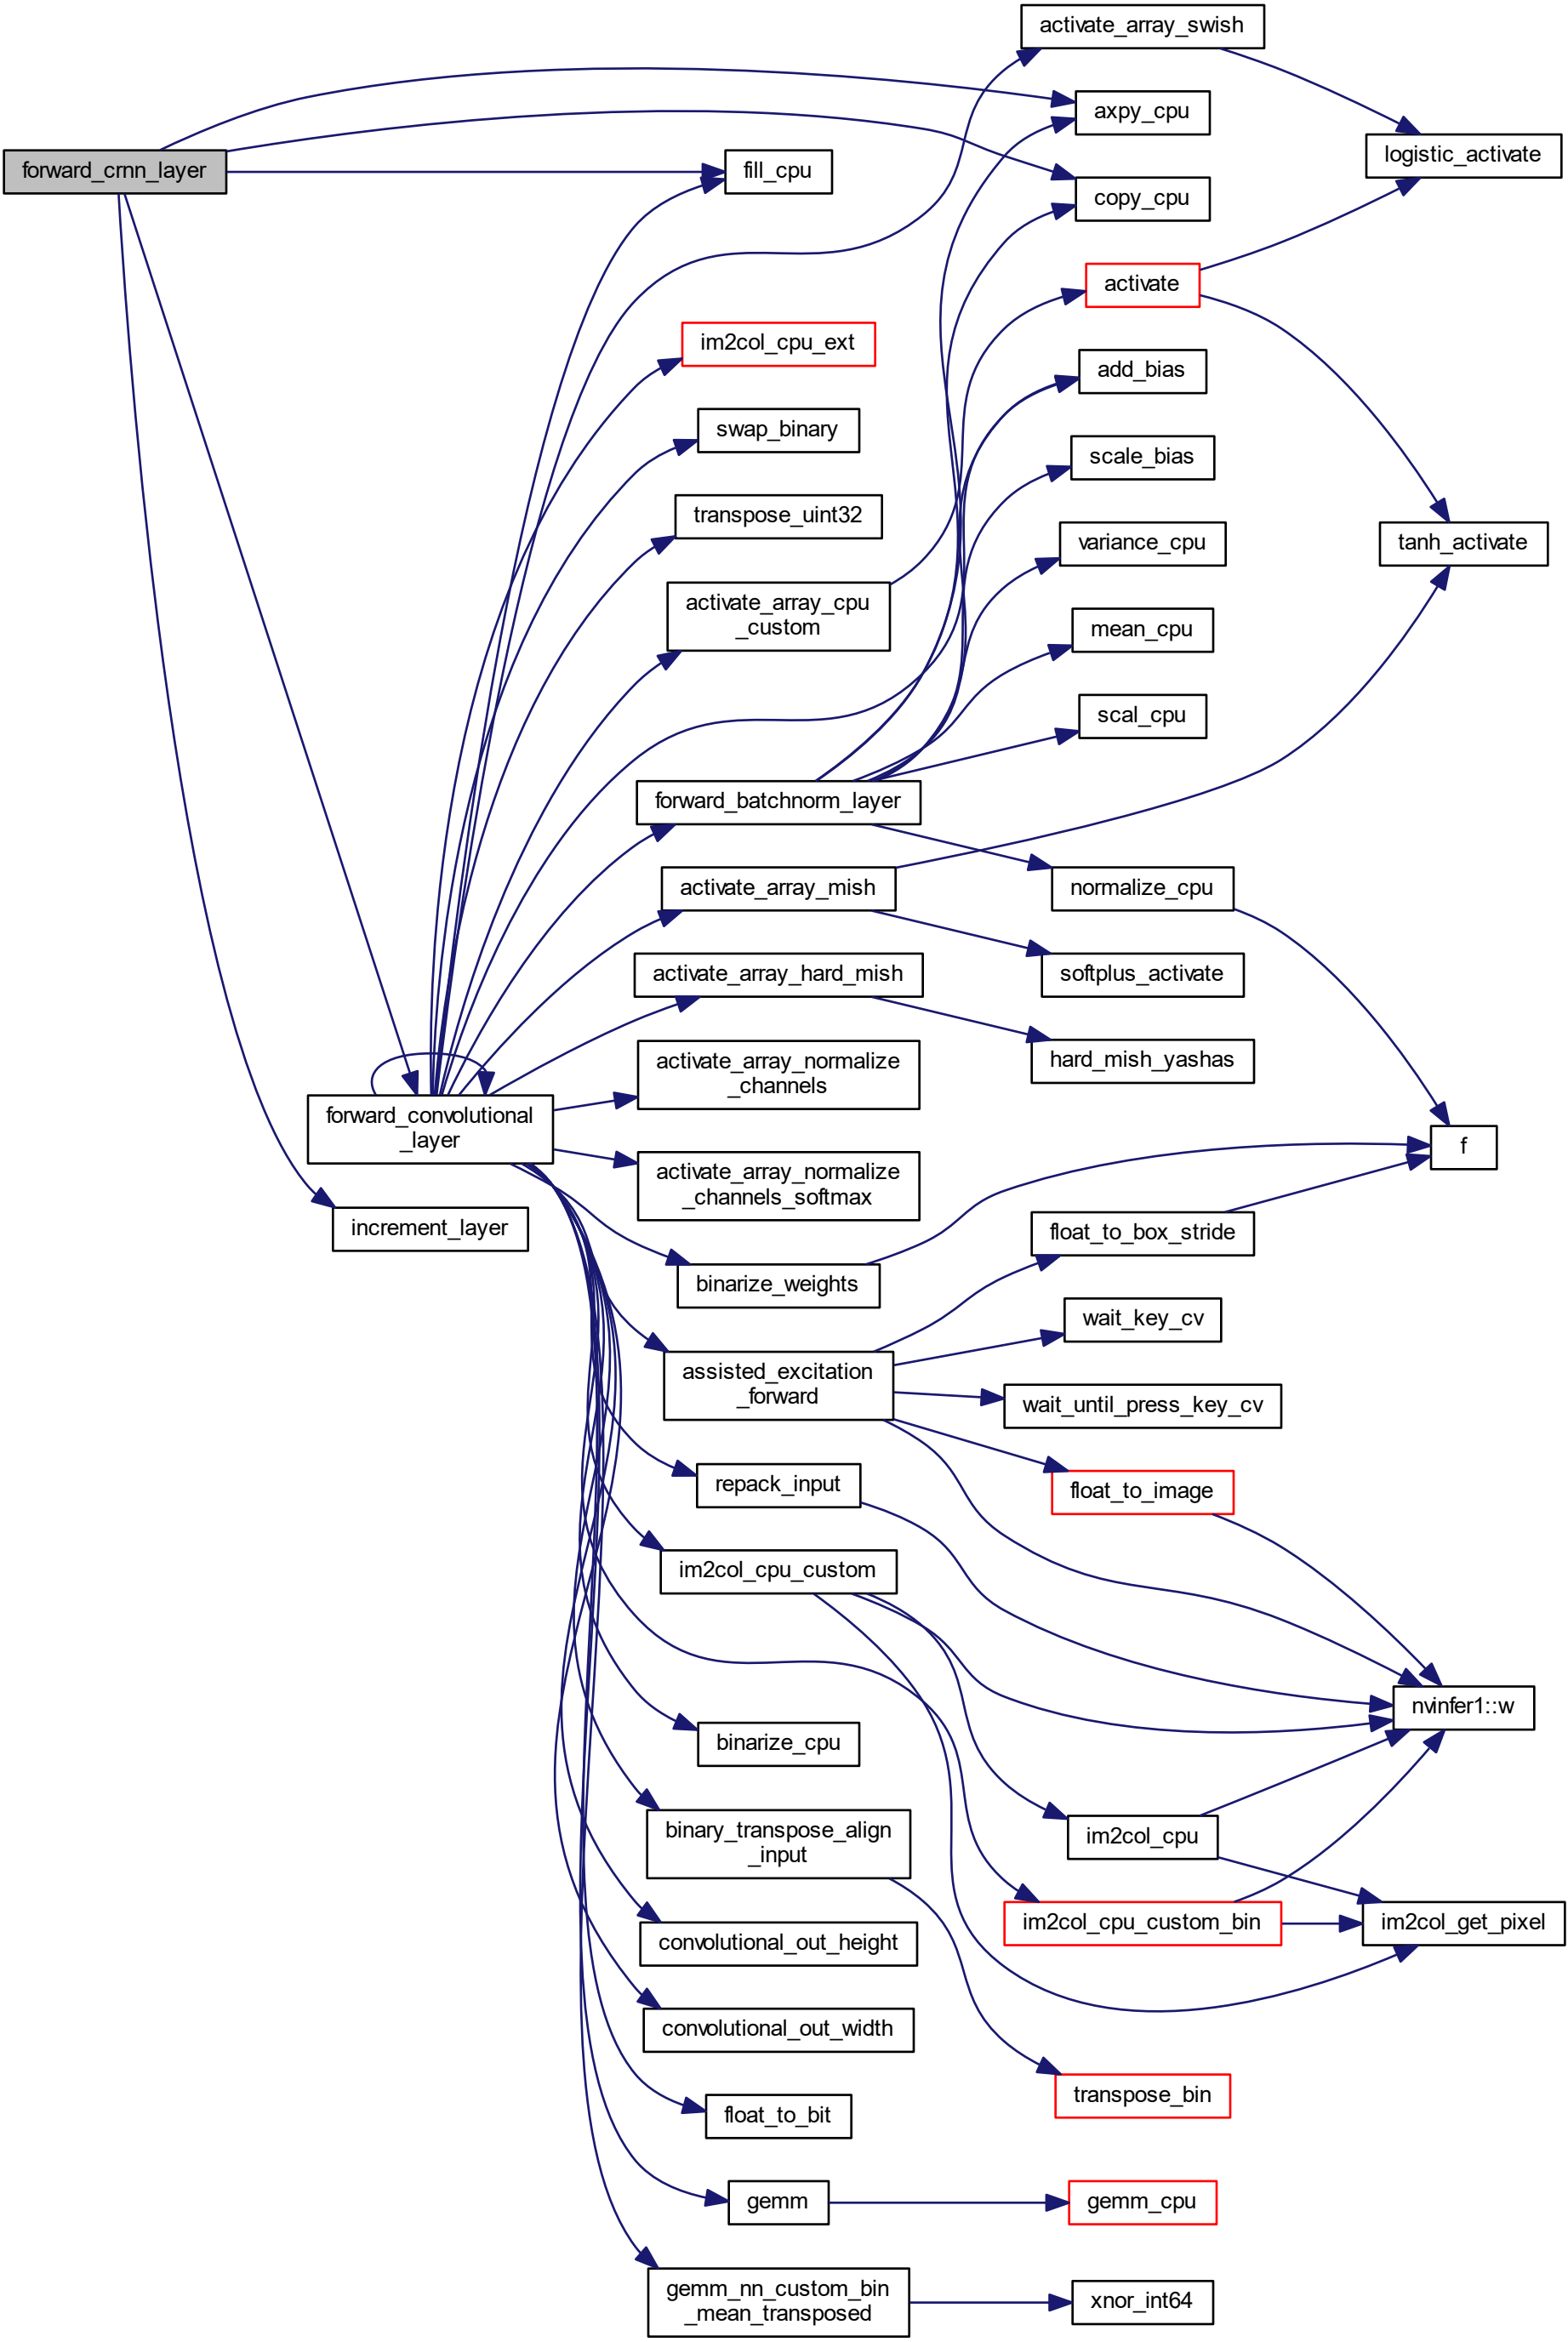 activate_array_swish
axpy_cpu
logistic_activate
forward_crnn_layer
fill_cpu
copy_cpu
activate
im2col_cpu_ext
add_bias
swap_binary
scale_bias
transpose_uint32
variance_cpu
tanh_activate
activate_array_cpu
_custom
mean_cpu
scal_cpu
forward_batchnorm_layer
activate_array_mish
normalize_cpu
activate_array_hard_mish
softplus_activate
activate_array_normalize
_channels
hard_mish_yashas
forward_convolutional
_layer
f
activate_array_normalize
_channels_softmax
increment_layer
float_to_box_stride
binarize_weights
wait_key_cv
assisted_excitation
_forward
wait_until_press_key_cv
repack_input
float_to_image
im2col_cpu_custom
nvinfer1::w
binarize_cpu
binary_transpose_align
_input
im2col_cpu
convolutional_out_height
im2col_cpu_custom_bin
im2col_get_pixel
convolutional_out_width
transpose_bin
float_to_bit
gemm
gemm_cpu
gemm_nn_custom_bin
_mean_transposed
xnor_int64